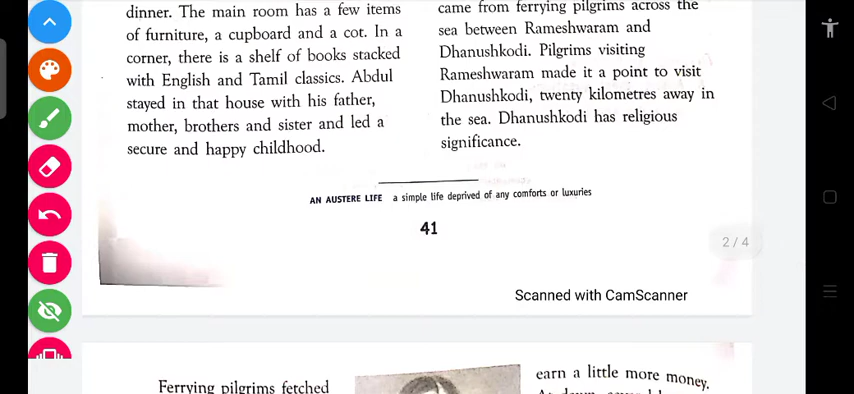 dinner. The main room has a few items
of furniture, a cupboard and a cot. In a
corner, there is a shelf of books stacked
with English and Tamil classics. Abdul
stayed in that house with his father,
mother, brothers and sister and led a
secure and happy childhood.
came from ferrying pilgrims across the
sea between Rameshwaram and
Dhanushkodi. Pilgrims visiting
Rameshwaram made it a point to visit
Dhanushkodi, twenty kilometres away in
the sea. Dhanushkodi has religious
significance.
AN AUSTERE LIFE a simple life deprived of any comforts or luxuries
41
2 / 4
Scanned with CamScanner
Ferrying pilgrims fetched
earn a little more money.